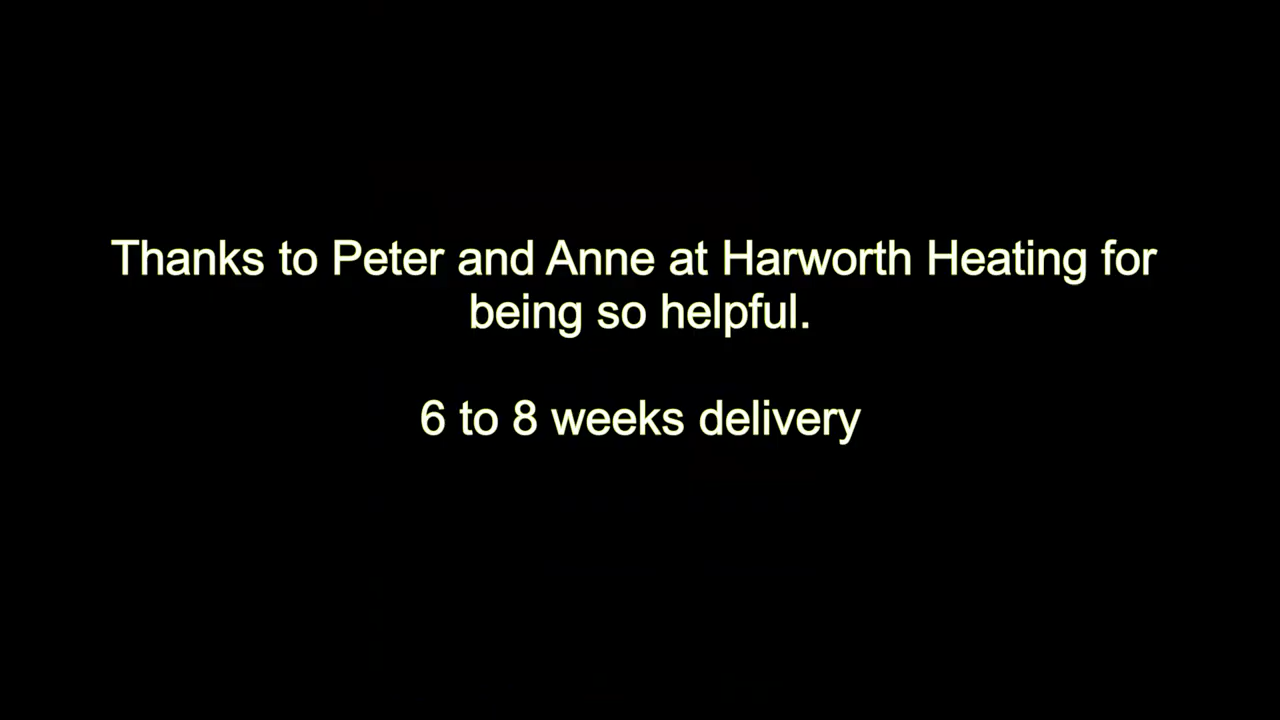 Thanks to Peter and Anne at Harworth Heating for
being so helpful.
6 to 8 weeks delivery